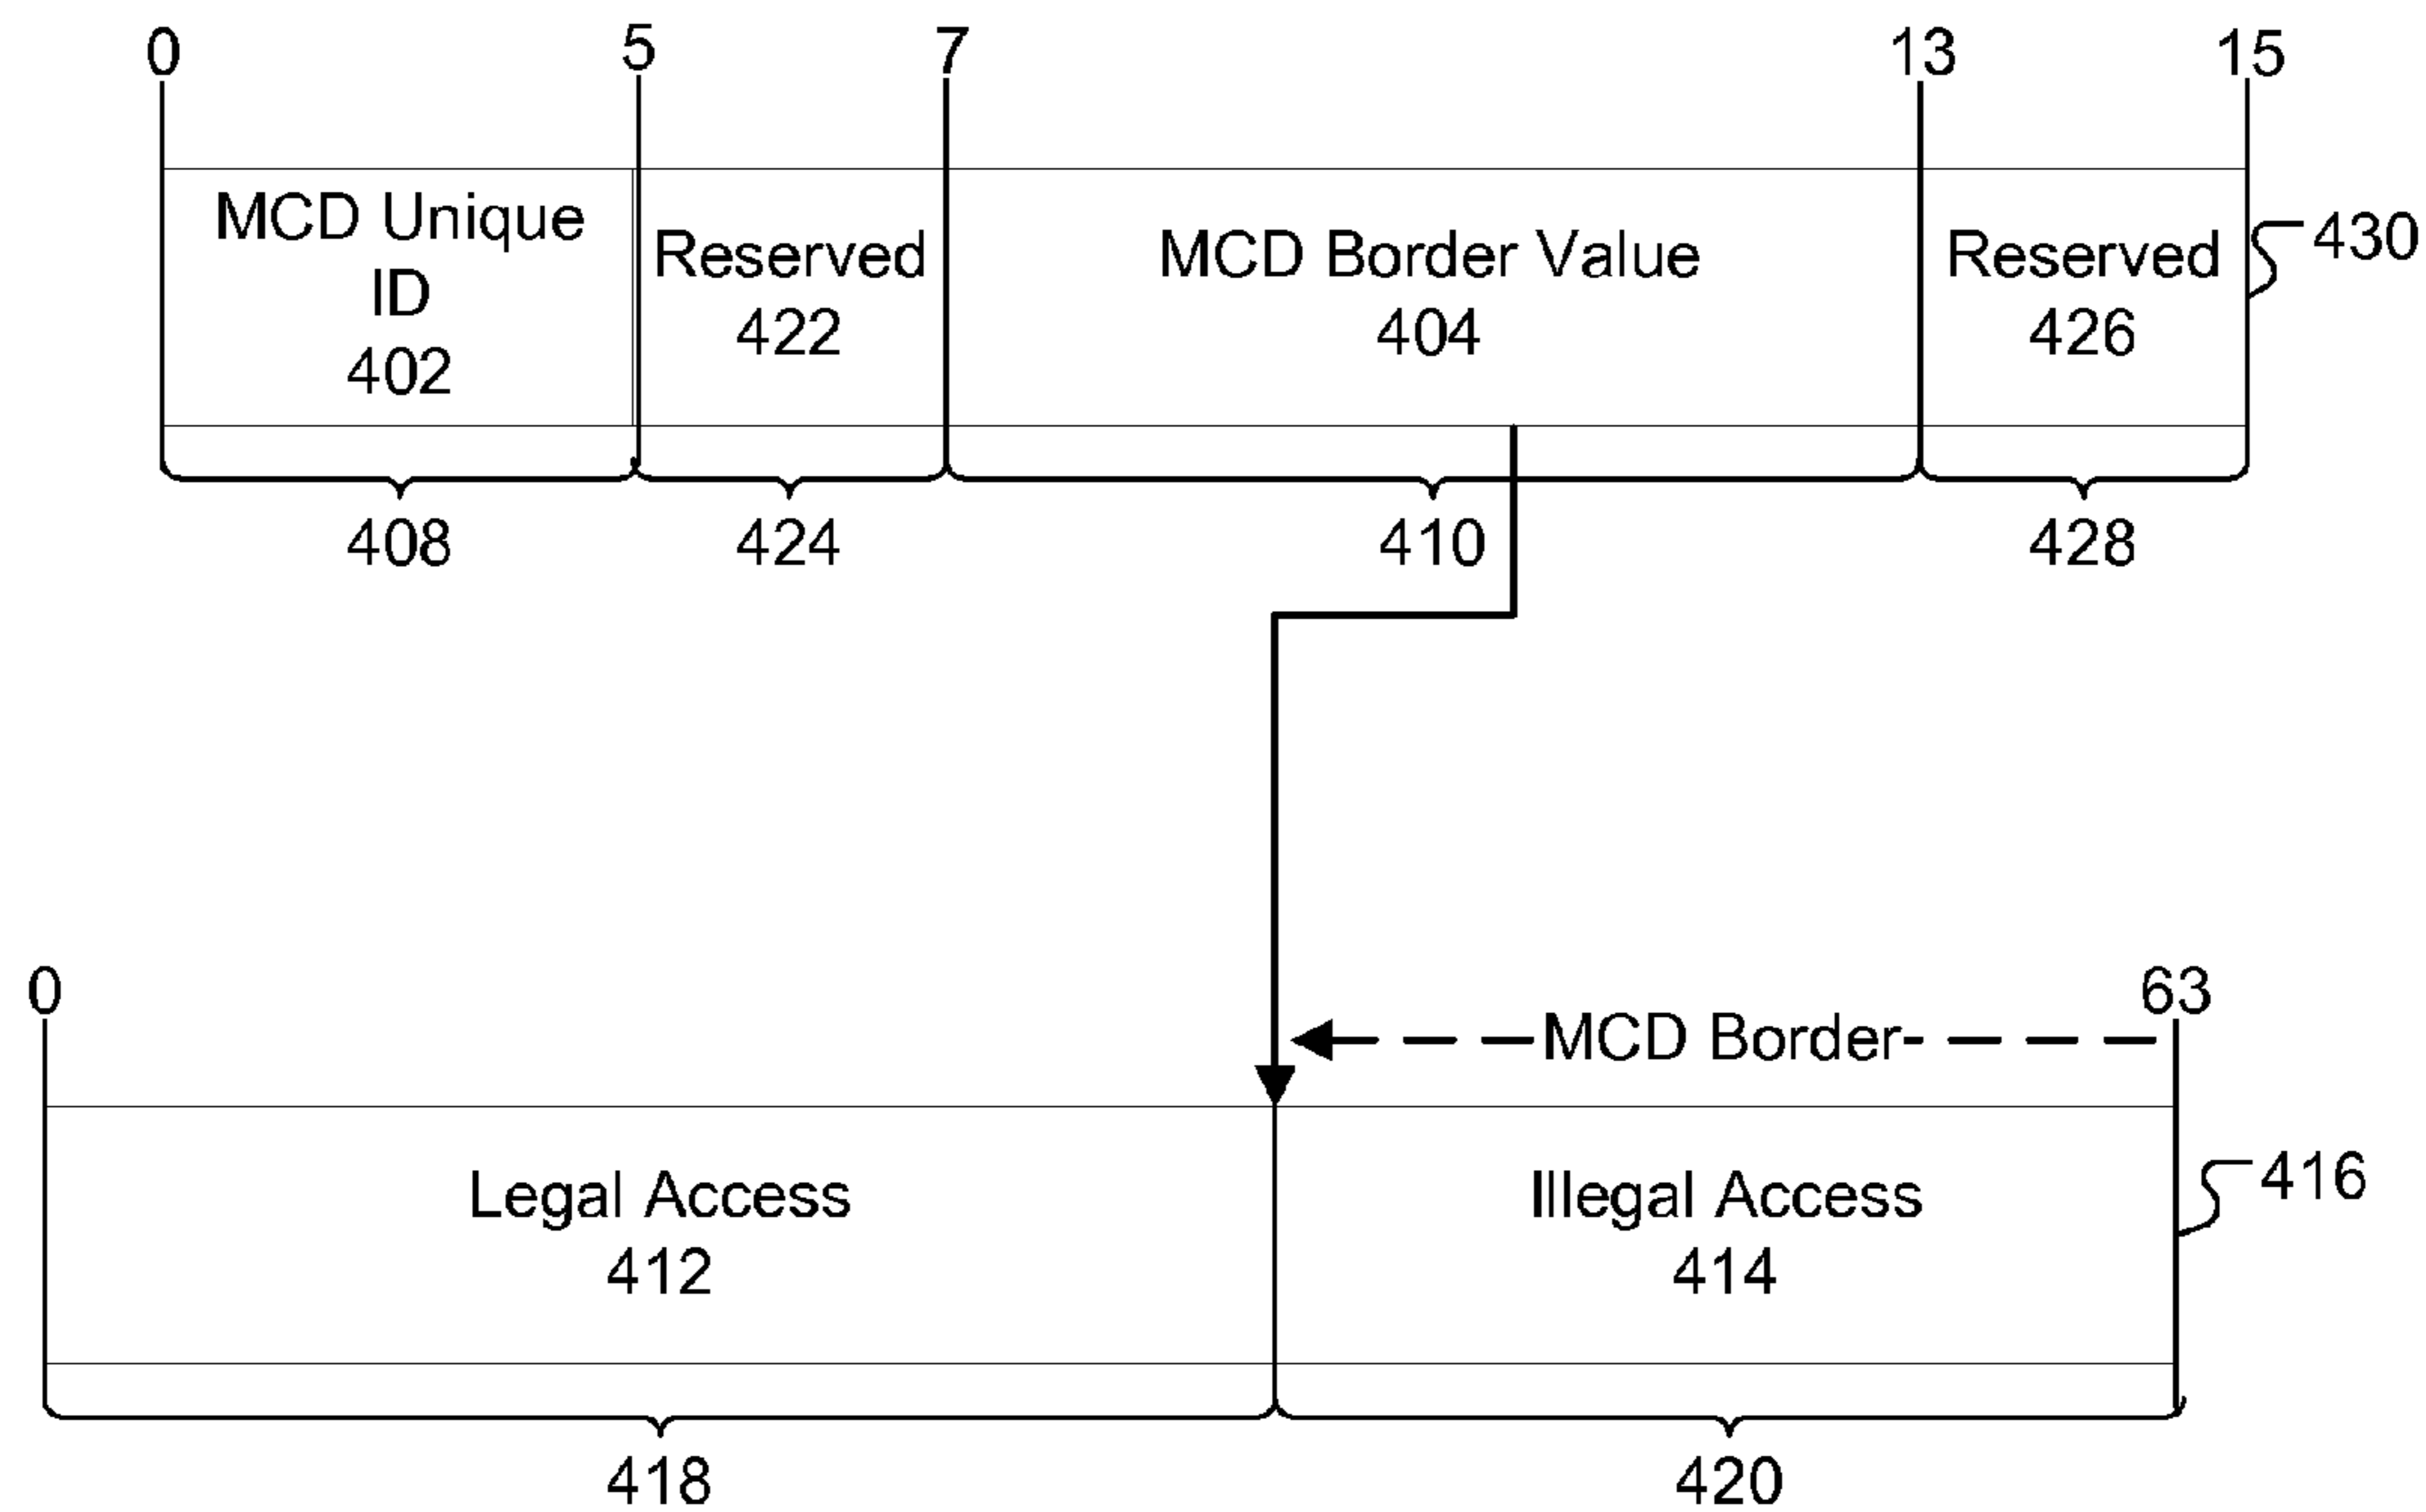 0 5 7 13 15
MCD Unique ID 402
Reserved 422
MCD Border Value 404
Reserved 426
430
408 424 410 428
0 63
MCD Border
Legal Access 412
Illegal Access 414
416
418 420